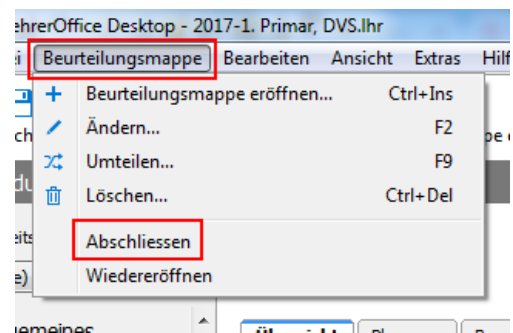 LehrerOffice Desktop - 2017-1. Primar, DVS.lhr
Beurteilungsmappe Bearbeiten Ansicht Extras Hilf
Beurteilungsmappe eröffnen... Ctrl+Ins
Ändern... F2
Umteilen... F9
Löschen... Ctrl+Del
Abschliessen
Wiedereröffnen